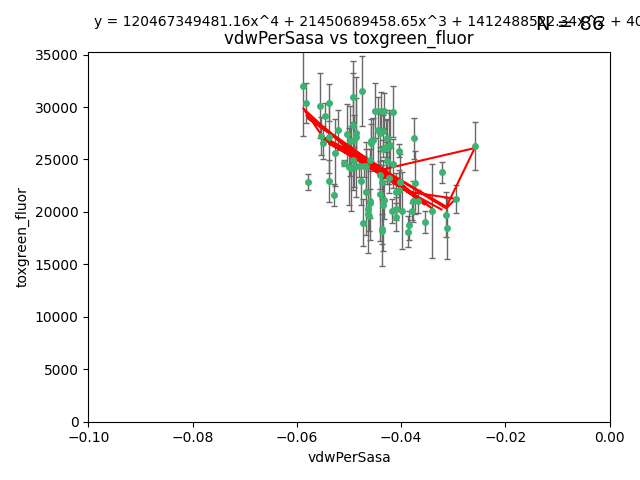 y = 120467349481.16x^4 + 21450689458.65x^3 + + 40
N = 86
vdwPerSasa vs toxgreen_fluor
35000
30000
25000
20000
15000
10000
5000
0
toxgreen_fluor
−0.10 −0.08 −0.06 −0.04 −0.02 0.00
vdwPerSasa